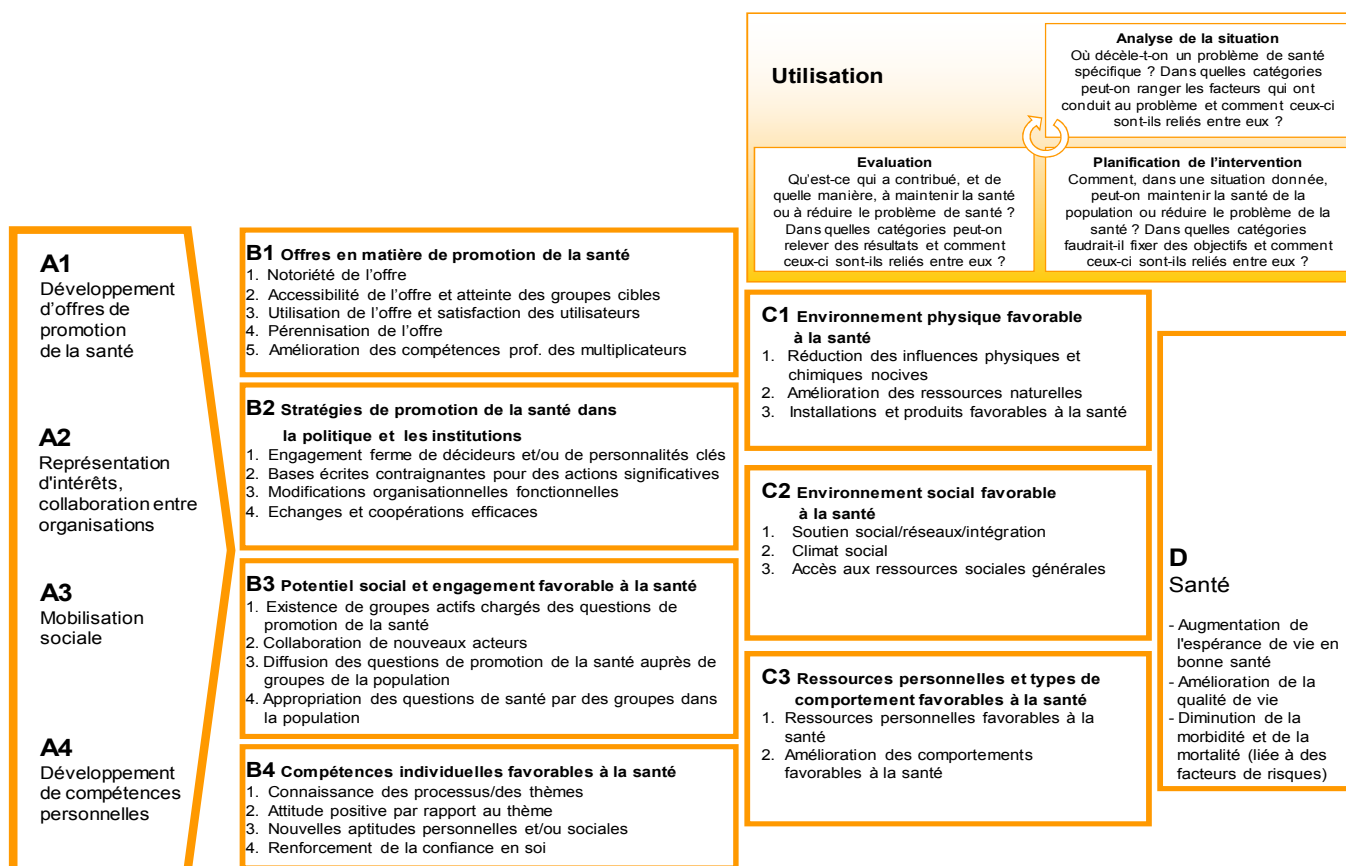 Utilisation
Analyse de la situation
Où décèle-t-on un problème de santé
spécifique ? Dans quelles catégories
peut-on ranger les facteurs qui ont
conduit au problème et comment ceux-ci
sont-ils reliés entre eux ?
Evaluation
Qu'est-ce qui a contribué, et de
quelle manière, à maintenir la santé
ou à réduire le problème de santé ?
Dans quelles catégories peut-on
relever des résultats et comment
ceux-ci sont-ils reliés entre eux ?
Planification de l'intervention
Comment, dans une situation donnée,
peut-on maintenir la santé de la
population ou réduire le problème de la
santé ? Dans quelles catégories
faudrait-il fixer des objectifs et comment
ceux-ci sont-ils reliés entre eux ?
A1
Développement
d'offres de
promotion
de la santé
A2
Représentation
d'intérêts,
collaboration entre
organisations
A3
Mobilisation
sociale
A4
Développement
de compétences
personnelles
B1 Offres en matière de promotion de la santé
1. Notoriété de l'offre
2. Accessibilité de l'offre et atteinte des groupes cibles
3. Utilisation de l'offre et satisfaction des utilisateurs
4. Pérennisation de l'offre
5. Amélioration des compétences prof. des multiplicateurs
B2 Stratégies de promotion de la santé dans
la politique et les institutions
1. Engagement ferme de décideurs et/ou de personnalités clés
2. Bases écrites contraignantes pour des actions significatives
3. Modifications organisationnelles fonctionnelles
4. Echanges et coopérations efficaces
B3 Potentiel social et engagement favorable à la santé
1. Existence de groupes actifs chargés des questions de
promotion de la santé
2. Collaboration de nouveaux acteurs
3. Diffusion des questions de promotion de la santé auprès de
groupes de la population
4. Appropriation des questions de santé par des groupes dans
la population
B4 Compétences individuelles favorables à la santé
1. Connaissance des processus/des thèmes
2. Attitude positive par rapport au thème
3. Nouvelles aptitudes personnelles et/ou sociales
4. Renforcement de la confiance en soi
C1 Environnement physique favorable
à la santé
1. Réduction des influences physiques et
chimiques nocives
2. Amélioration des ressources naturelles
3. Installations et produits favorables à la santé
C2 Environnement social favorable
à la santé
1. Soutien social/réseaux/intégration
2. Climat social
3. Accès aux ressources sociales générales
C3 Ressources personnelles et types de
comportement favorables à la santé
1. Ressources personnelles favorables à la
santé
2. Amélioration des comportements
favorables à la santé
D
Santé
- Augmentation de
l'espérance de vie en
bonne santé
- Amélioration de la
qualité de vie
- Diminution de la
morbidité et de la
mortalité (liée à des
facteurs de risques)